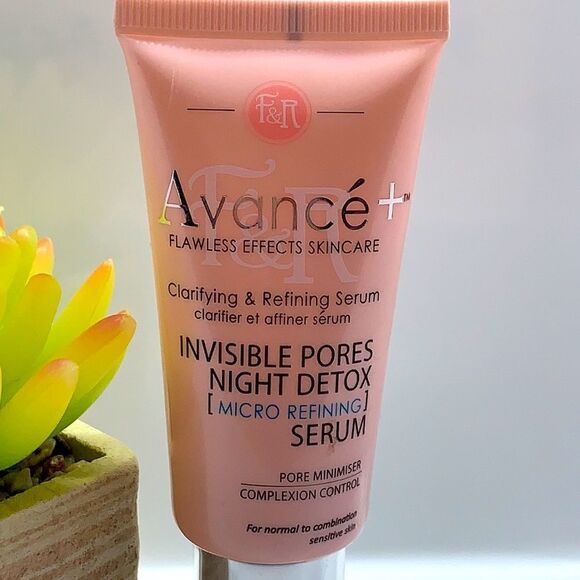 F&R
Avancé+™
FLAWLESS EFFECTS SKINCARE
F&R
Clarifying & Refining Serum
clarifier et affiner sérum
INVISIBLE PORES
NIGHT DETOX
[MICRO REFINING]
SERUM
PORE MINIMISER
COMPLEXION CONTROL
For normal to combination
sensitive skin